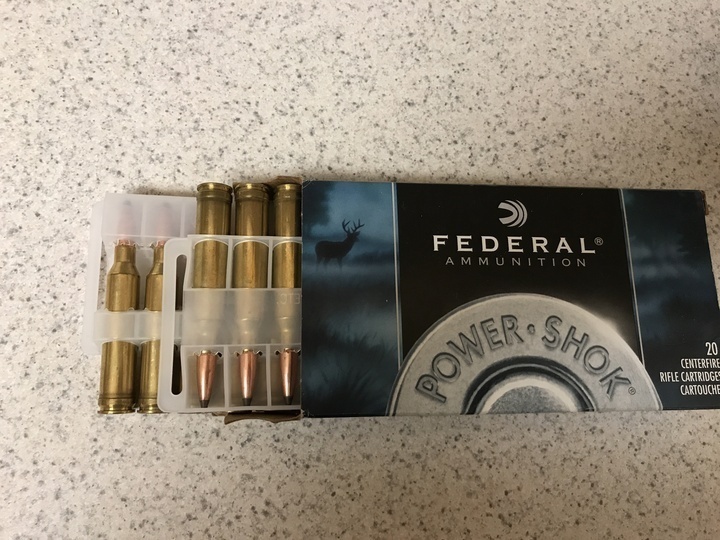 FEDERAL®
AMMUNITION
POWER·SHOK®
20
CENTERFIRE
RIFLE CARTRIDGES
CARTOUCHE